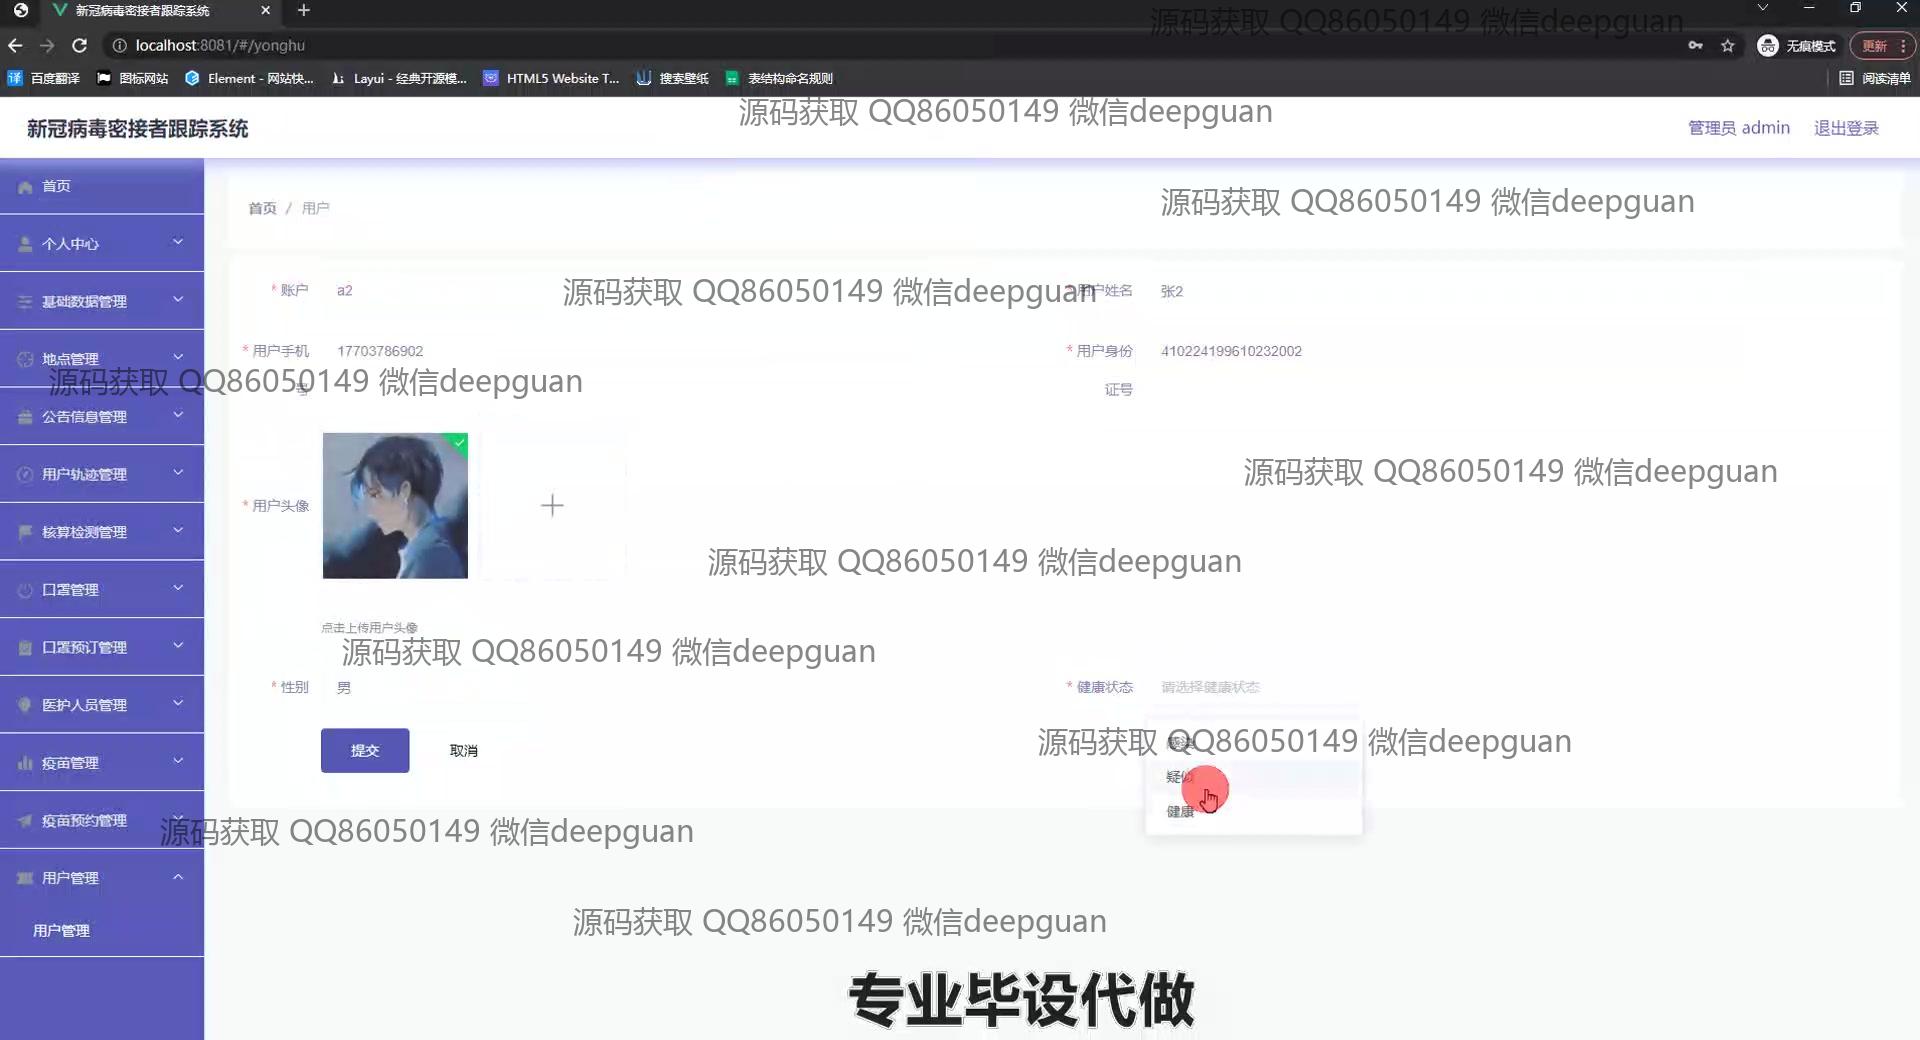 新冠病毒密接者跟踪系统
localhost:8081/#/yonghu
无痕模式
更新
百度翻译
图标网站
Element - 网站快...
Layui - 经典开源模...
HTML5 Website T...
搜索壁纸
表结构命名规则
阅读清单
源码获取 QQ86050149 微信deepguan
新冠病毒密接者跟踪系统
源码获取 QQ86050149 微信deepguan
管理员 admin
退出登录
首页
个人中心
基础数据管理
地点管理
公告信息管理
用户轨迹管理
核算检测管理
口罩管理
口罩预订管理
医护人员管理
疫苗管理
疫苗预约管理
用户管理
用户管理
首页 / 用户
源码获取 QQ86050149 微信deepguan
* 账户 a2
源码获取 QQ86050149 微信deepguan
* 用户姓名 张2
* 用户手机号 17703786902
* 用户身份证号 410224199610232002
源码获取 QQ86050149 微信deepguan
源码获取 QQ86050149 微信deepguan
* 用户头像
源码获取 QQ86050149 微信deepguan
点击上传用户头像
源码获取 QQ86050149 微信deepguan
* 性别 男
* 健康状态 请选择健康状态
源码获取 QQ86050149 微信deepguan
疑似
健康
提交
取消
源码获取 QQ86050149 微信deepguan
源码获取 QQ86050149 微信deepguan
专业毕设代做